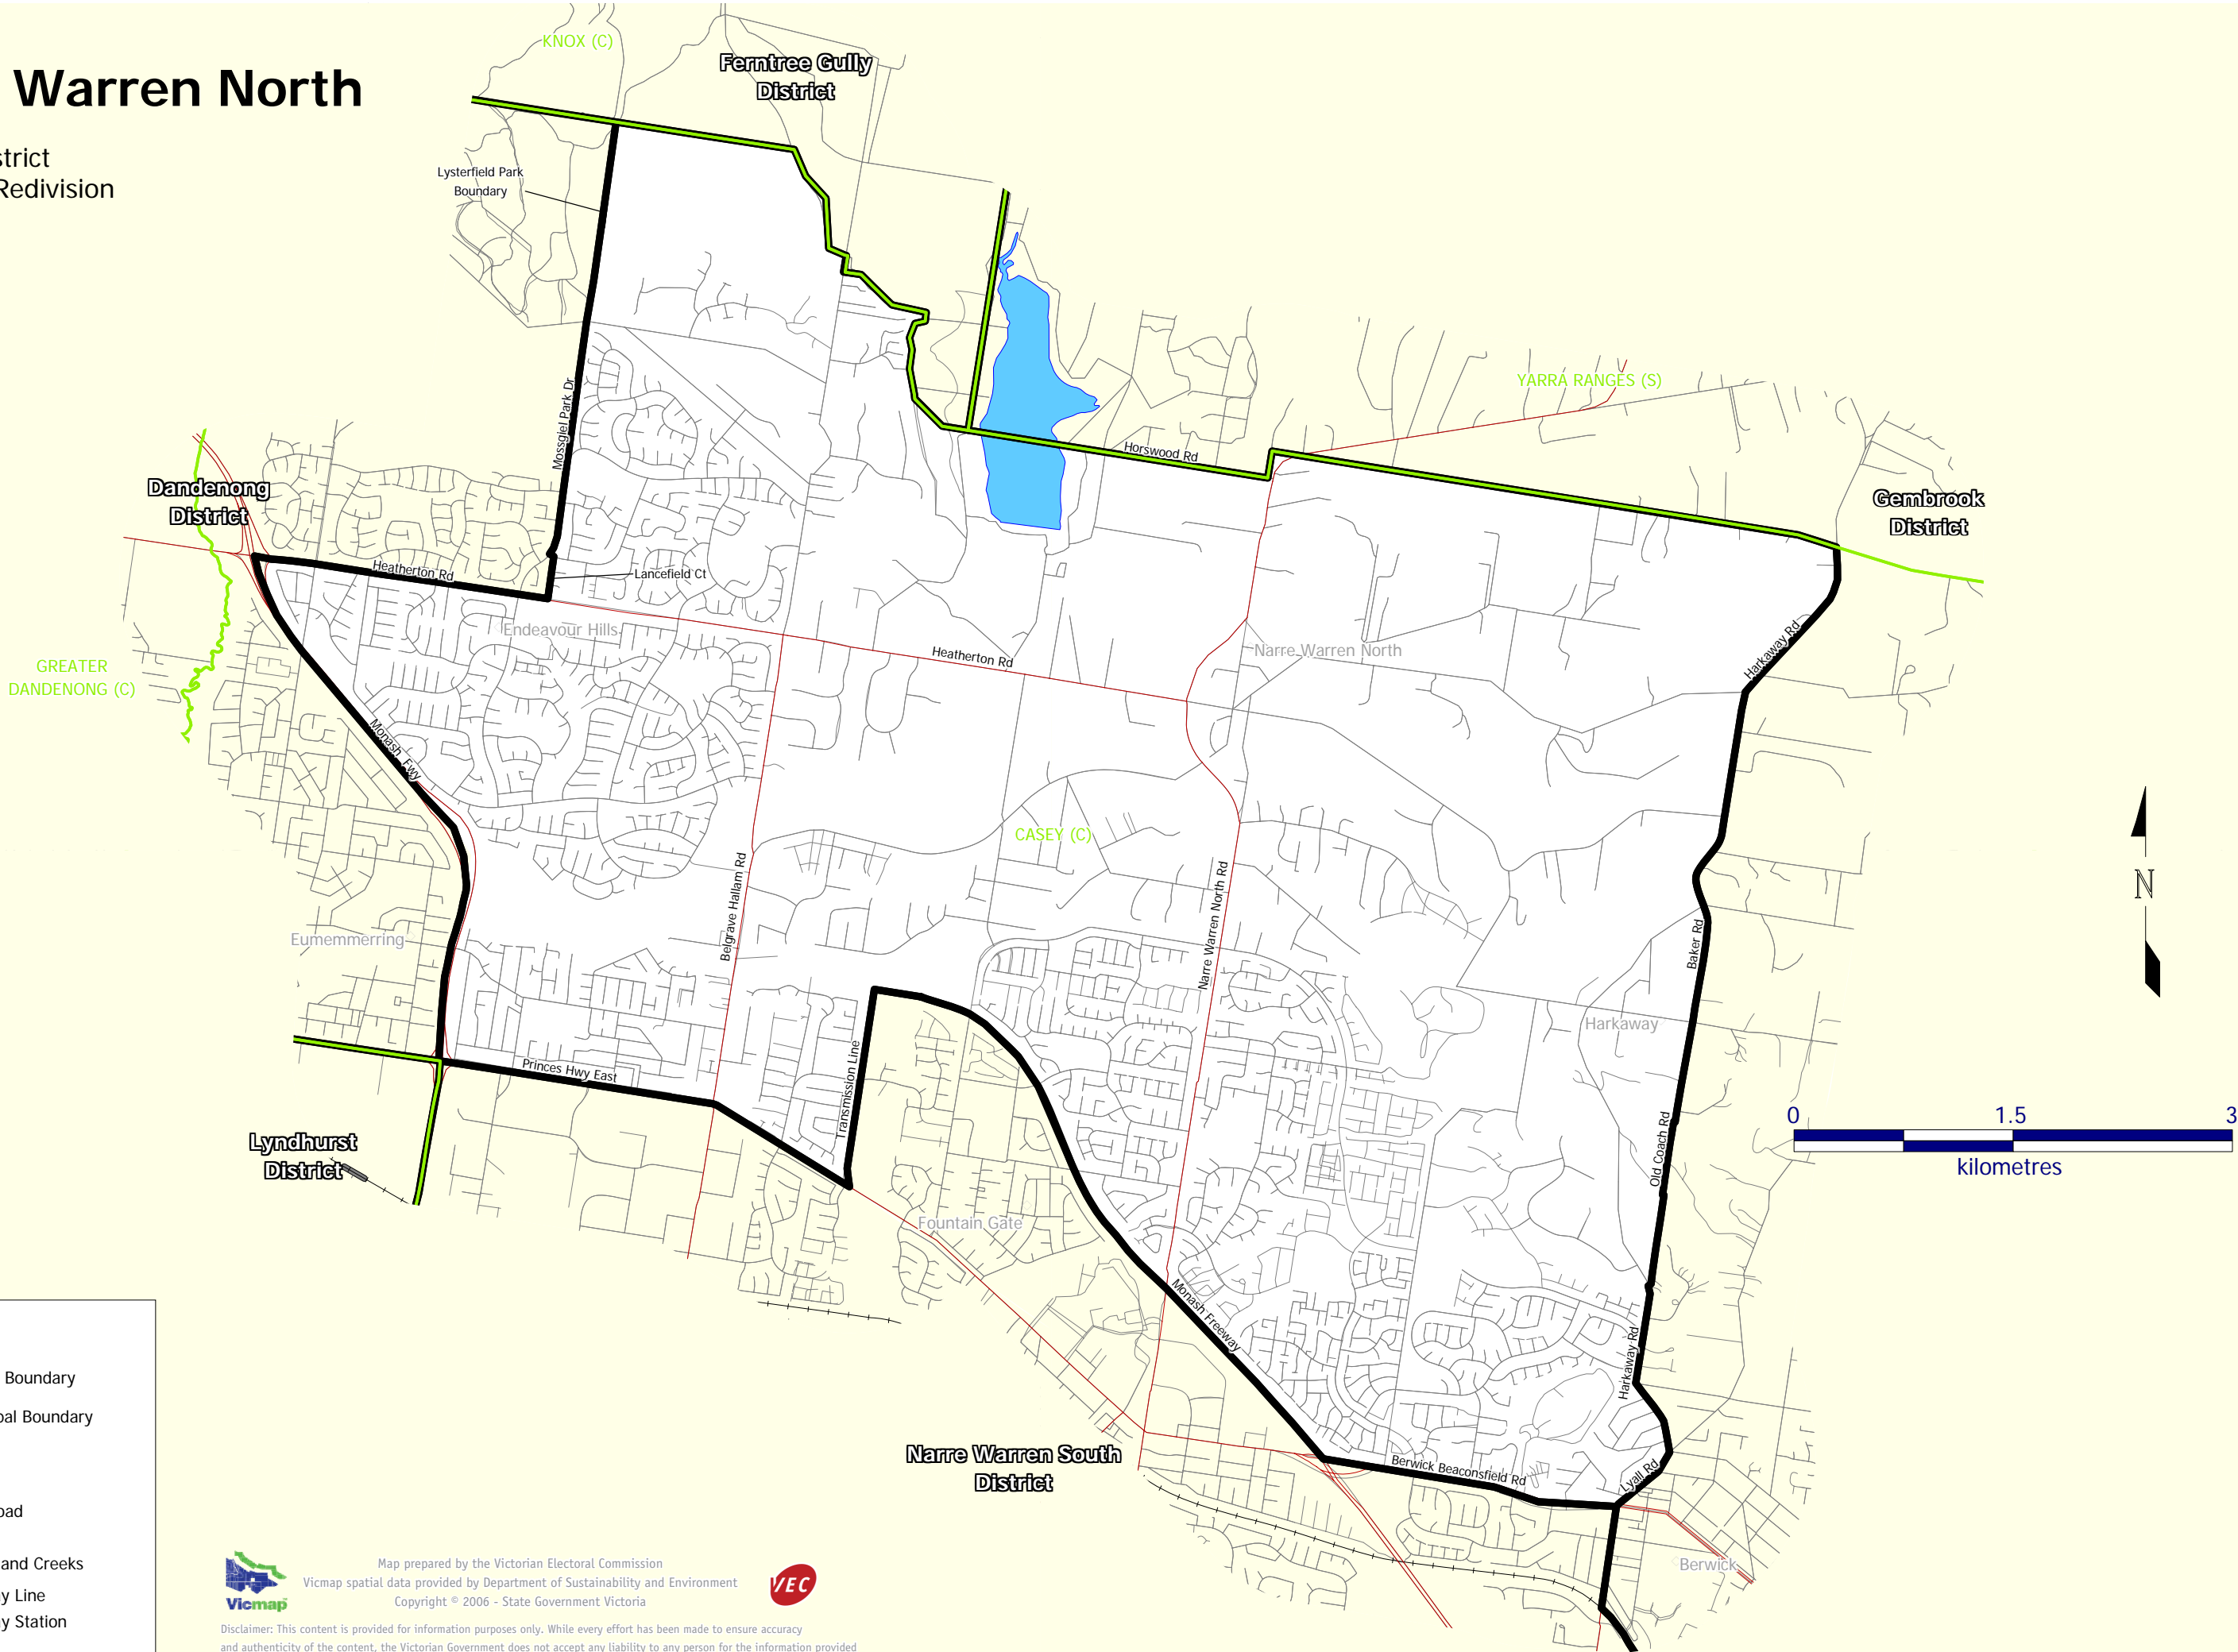 Warren North
strict
Redivision
KNOX (C)
Ferntree Gully
District
Lysterfield Park
Boundary
YARRA RANGES (S)
Mossgiel Park Dr
Horswood Rd
Dandenong
District
Gembrook
District
Heatherton Rd
Lancefield Ct
Endeavour Hills
Heatherton Rd
Narre Warren North
Harkaway Rd
GREATER
DANDENONG (C)
Monash Fwy
CASEY (C)
Belgrave Hallam Rd
Narre Warren North Rd
N
Eumemmerring
Baker Rd
Harkaway
Princes Hwy East
Transmission Line
Old Coach Rd
0 1.5 3
kilometres
Lyndhurst
District
Fountain Gate
Monash Freeway
Harkaway Rd
Boundary
pal Boundary
Narre Warren South
District
Berwick Beaconsfield Rd
Lyall Rd
oad
and Creeks
y Line
y Station
Berwick
Vicmap
Map prepared by the Victorian Electoral Commission
Vicmap spatial data provided by Department of Sustainability and Environment
Copyright © 2006 - State Government Victoria
VEC
Disclaimer: This content is provided for information purposes only. While every effort has been made to ensure accuracy
and authenticity of the content, the Victorian Government does not accept any liability to any person for the information provided